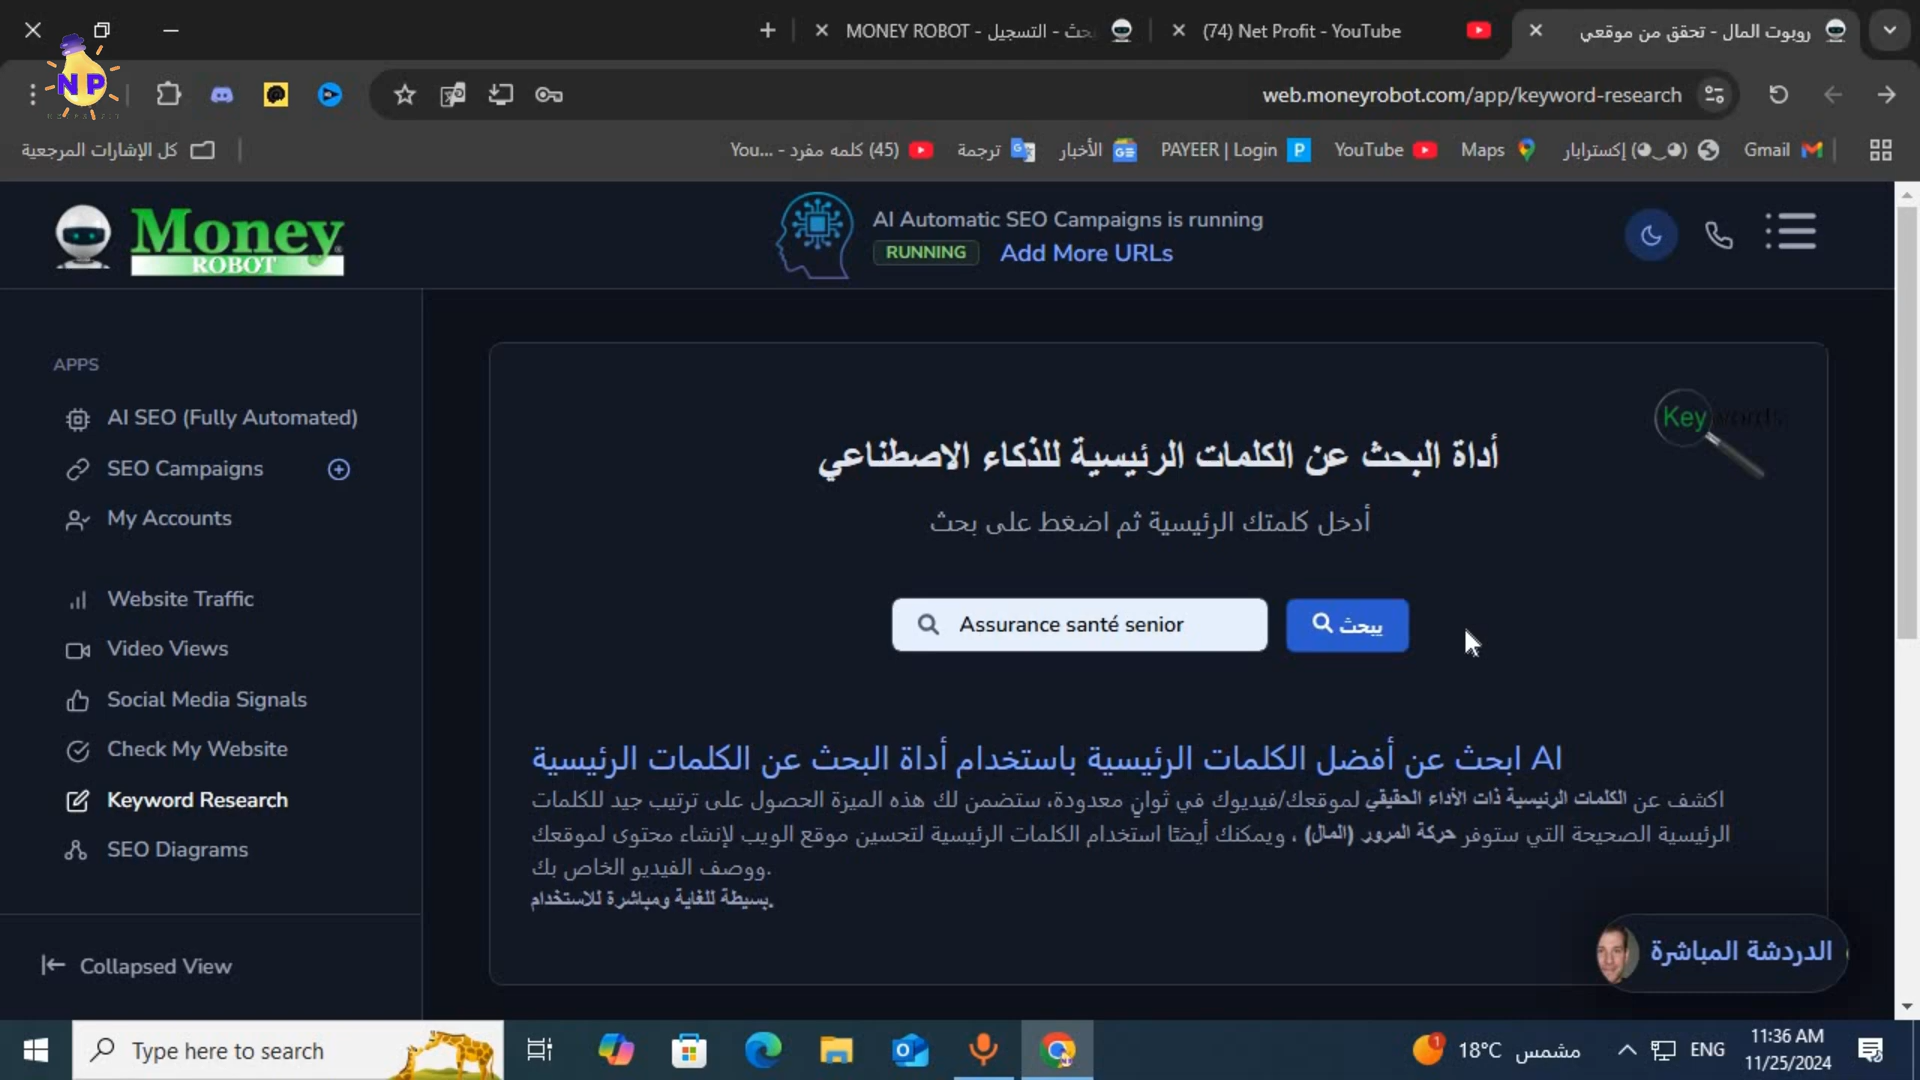 روبوت المال - تحقق من موقعي
(74) Net Profit - YouTube
MONEY ROBOT - بحث - التسجيل
NP
web.moneyrobot.com/app/keyword-research
Gmail
إكسترابار (◕‿◕)
Maps
YouTube
PAYEER | Login
الأخبار
ترجمة
(45) كلمه مفرد - You...
كل الإشارات المرجعية
Money
ROBOT
AI Automatic SEO Campaigns is running
RUNNING
Add More URLs
APPS
AI SEO (Fully Automated)
SEO Campaigns
My Accounts
Website Traffic
Video Views
Social Media Signals
Check My Website
Keyword Research
SEO Diagrams
Collapsed View
Keywords
أداة البحث عن الكلمات الرئيسية للذكاء الاصطناعي
أدخل كلمتك الرئيسية ثم اضغط على بحث
Assurance santé senior
يبحث
AI ابحث عن أفضل الكلمات الرئيسية باستخدام أداة البحث عن الكلمات الرئيسية
اكشف عن الكلمات الرئيسية ذات الأداء الحقيقي لموقعك/فيديوك في ثوانٍ معدودة، ستضمن لك هذه الميزة الحصول على ترتيب جيد للكلمات
الرئيسية الصحيحة التي ستوفر حركة المرور (المال) ، ويمكنك أيضًا استخدام الكلمات الرئيسية لتحسين موقع الويب لإنشاء محتوى لموقعك
ووصف الفيديو الخاص بك.
بسيطة للغاية ومباشرة للاستخدام.
الدردشة المباشرة
Type here to search
1
18°C مشمس
ENG
11:36 AM
11/25/2024